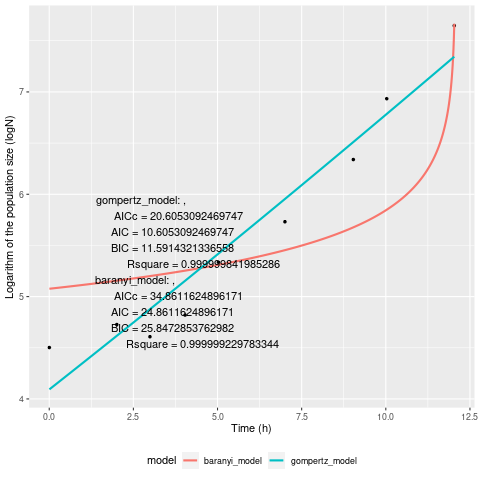 7
6
5
4
Logarithm of the population size (logN)
gompertz_model: ,
AICc = 20.6053092469747
AIC = 10.6053092469747
BIC = 11.5914321336558
Rsquare = 0.999999841985286
baranyi_model: ,
AICc = 34.8611624896171
AIC = 24.8611624896171
BIC = 25.8472853762982
Rsquare = 0.999999229783344
0.0 2.5 5.0 7.5 10.0 12.5
Time (h)
model baranyi_model gompertz_model